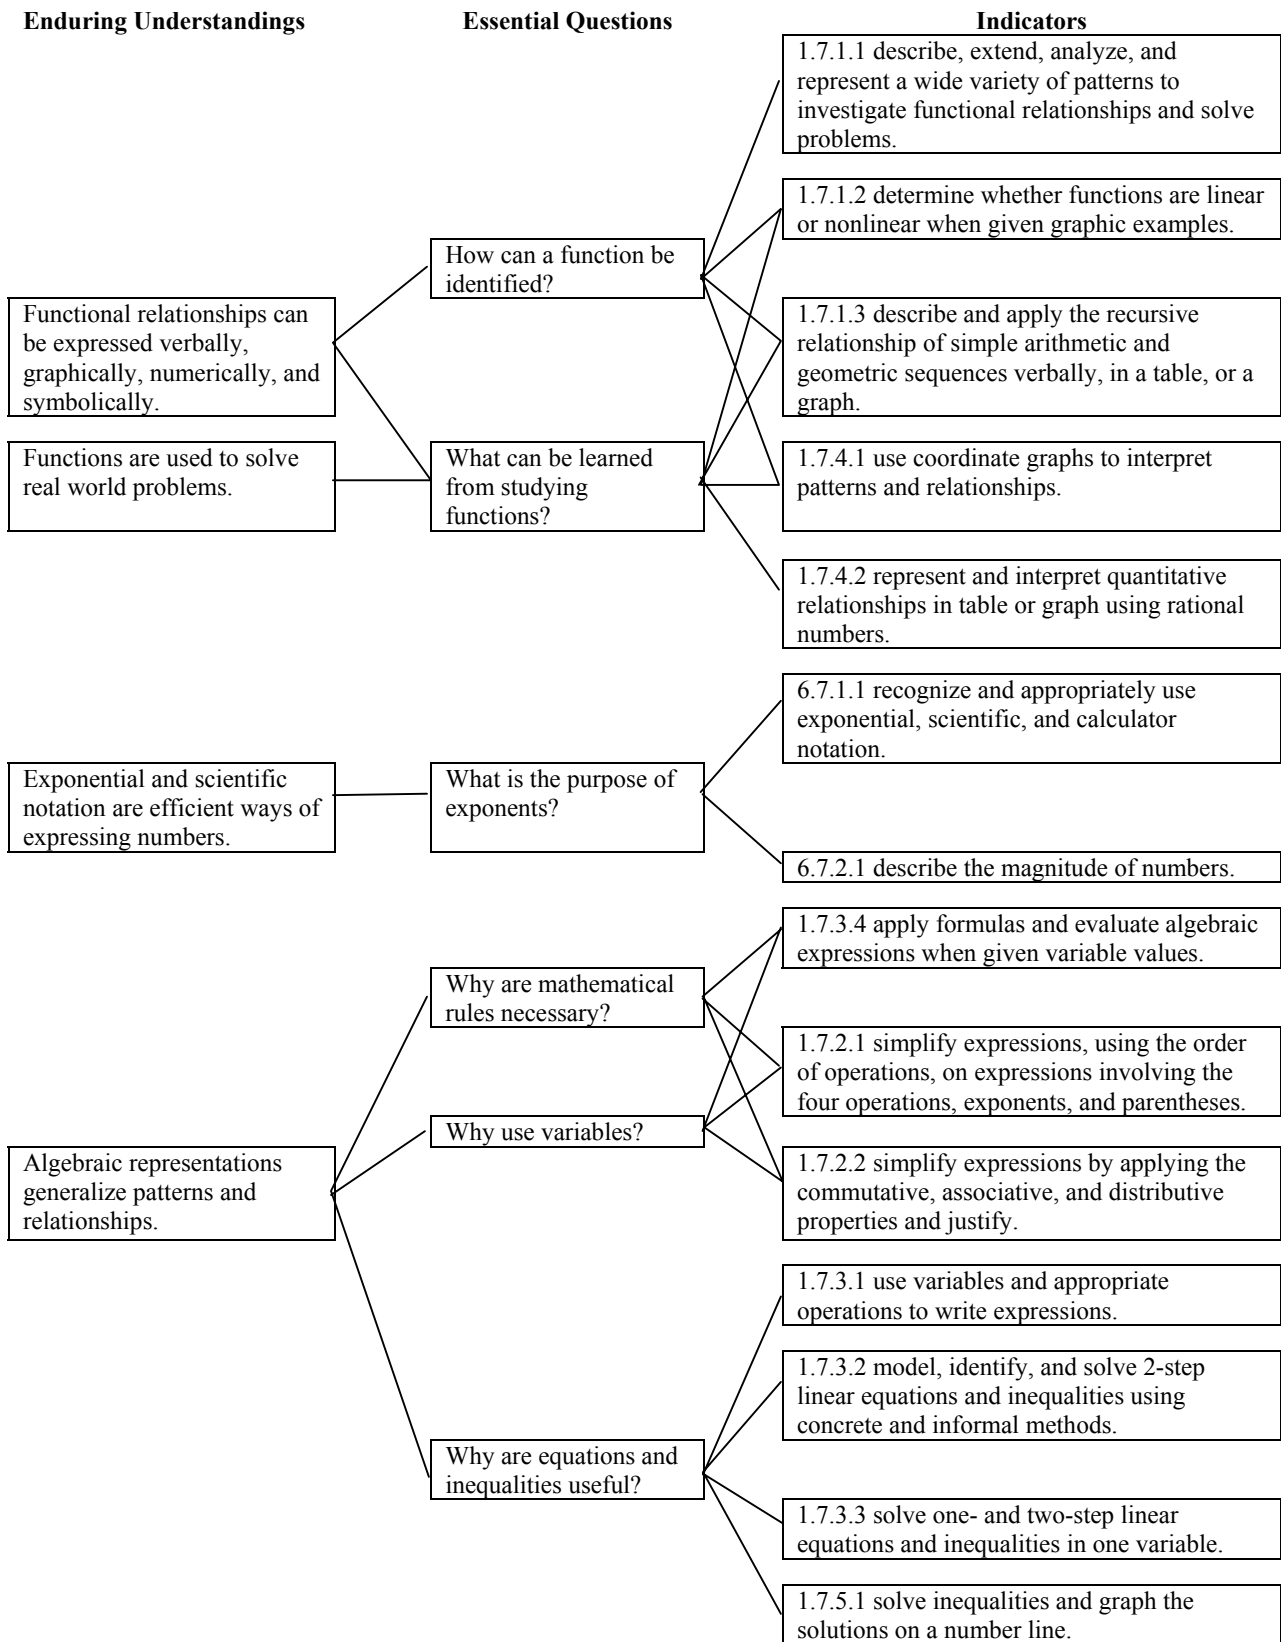 Enduring Understandings
Essential Questions
Indicators
1.7.1.1 describe, extend, analyze, and
represent a wide variety of patterns to
investigate functional relationships and solve
problems.
1.7.1.2 determine whether functions are linear
or nonlinear when given graphic examples.
How can a function be
identified?
Functional relationships can
be expressed verbally,
graphically, numerically, and
symbolically.
1.7.1.3 describe and apply the recursive
relationship of simple arithmetic and
geometric sequences verbally, in a table, or a
graph.
Functions are used to solve
real world problems.
What can be learned
from studying
functions?
1.7.4.1 use coordinate graphs to interpret
patterns and relationships.
1.7.4.2 represent and interpret quantitative
relationships in table or graph using rational
numbers.
6.7.1.1 recognize and appropriately use
exponential, scientific, and calculator
notation.
Exponential and scientific
notation are efficient ways of
expressing numbers.
What is the purpose of
exponents?
6.7.2.1 describe the magnitude of numbers.
1.7.3.4 apply formulas and evaluate algebraic
expressions when given variable values.
Why are mathematical
rules necessary?
1.7.2.1 simplify expressions, using the order
of operations, on expressions involving the
four operations, exponents, and parentheses.
Why use variables?
Algebraic representations
generalize patterns and
relationships.
1.7.2.2 simplify expressions by applying the
commutative, associative, and distributive
properties and justify.
1.7.3.1 use variables and appropriate
operations to write expressions.
1.7.3.2 model, identify, and solve 2-step
linear equations and inequalities using
concrete and informal methods.
Why are equations and
inequalities useful?
1.7.3.3 solve one- and two-step linear
equations and inequalities in one variable.
1.7.5.1 solve inequalities and graph the
solutions on a number line.